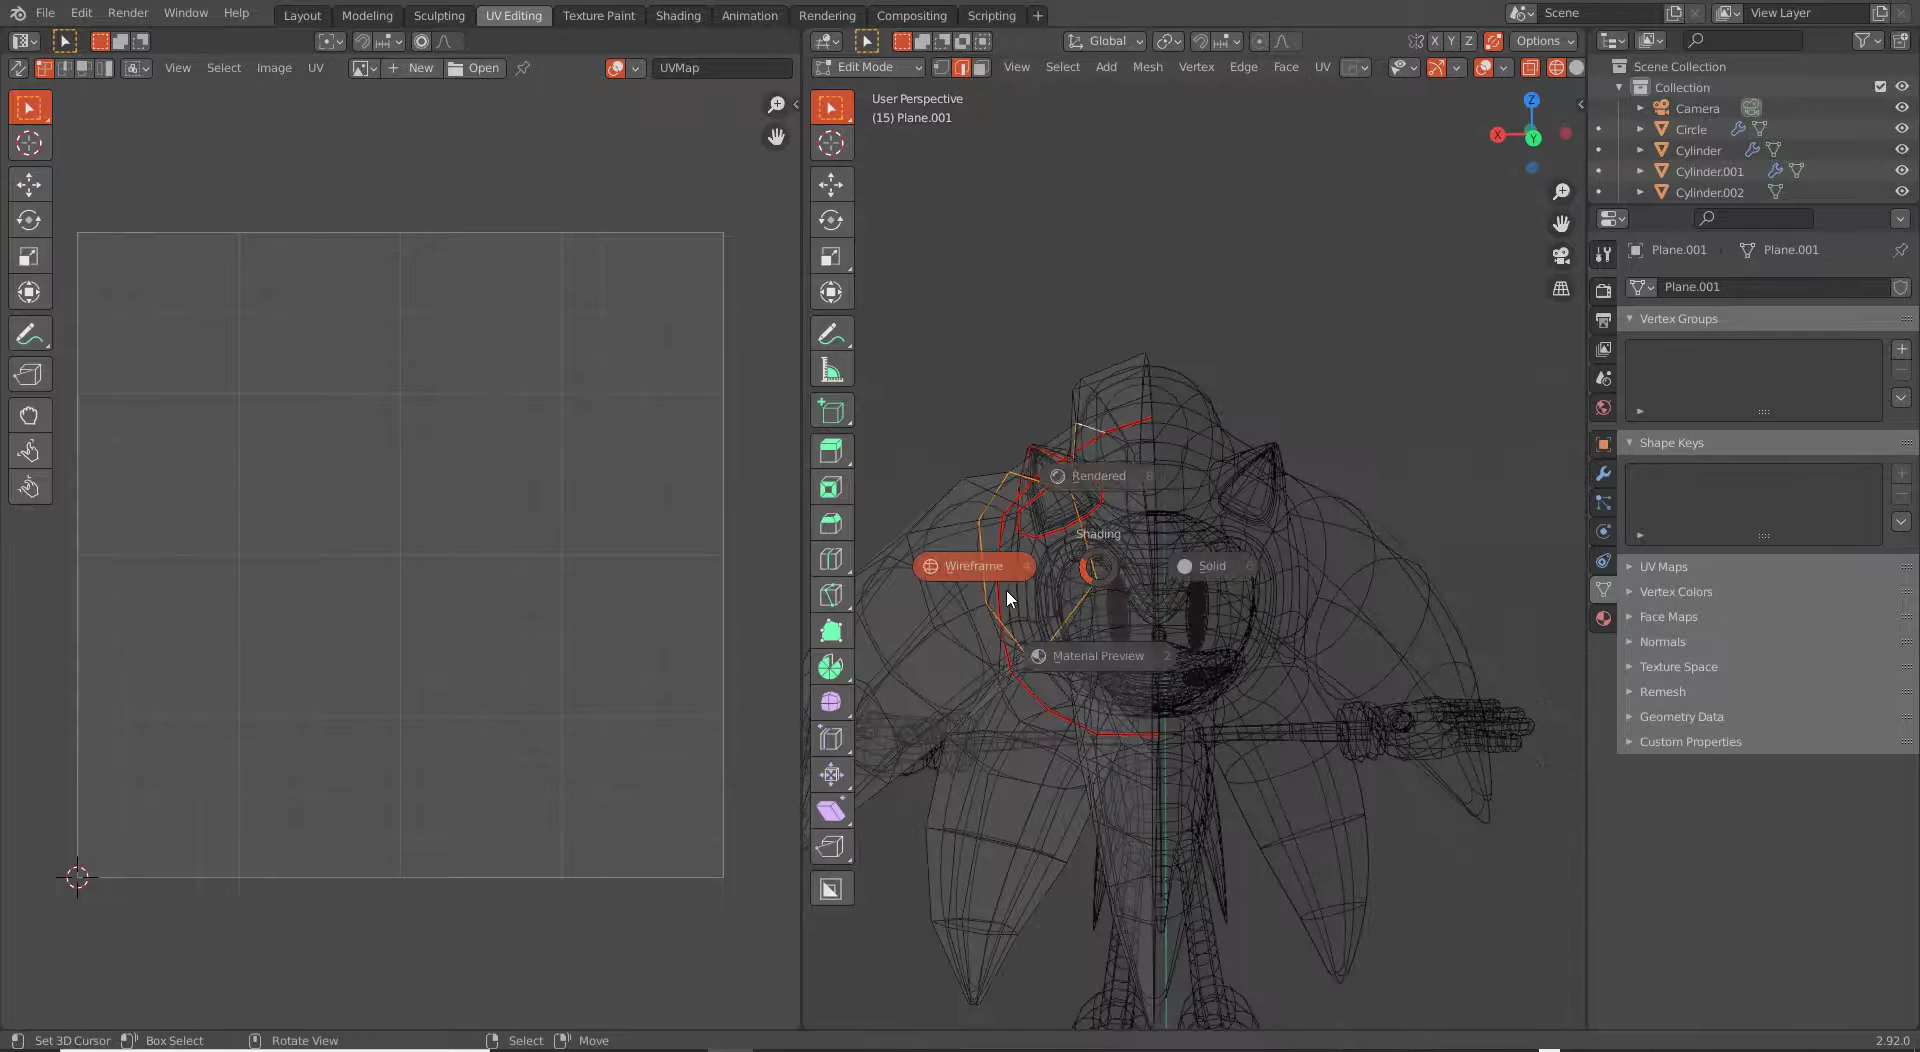 File Edit Render Window Help
Layout Modeling Sculpting UV Editing Texture Paint Shading Animation Rendering Compositing Scripting +
Scene
View Layer
Global
X Y Z
Options
View Select Image UV
New
Open
UVMap
Edit Mode
View Select Add Mesh Vertex Edge Face UV
User Perspective
(15) Plane.001
Z
X
Y
Rendered 8
Shading
Wireframe 4
Solid 6
Material Preview 2
Scene Collection
Collection
Camera
Circle
Cylinder
Cylinder.001
Cylinder.002
Plane.001
Plane.001
Plane.001
Vertex Groups
Shape Keys
UV Maps
Vertex Colors
Face Maps
Normals
Texture Space
Remesh
Geometry Data
Custom Properties
Set 3D Cursor Box Select Rotate View Select Move
2.92.0